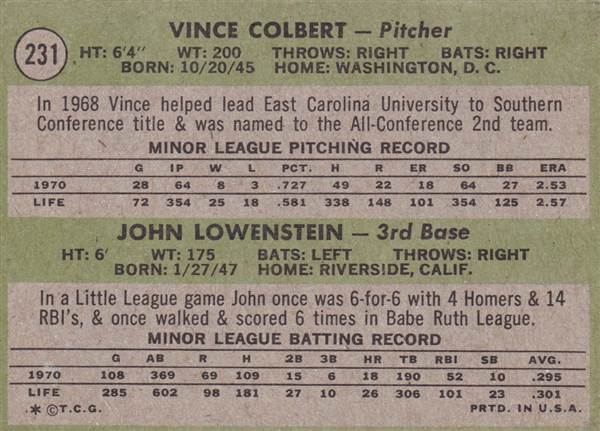 231
VINCE COLBERT — Pitcher
HT: 6'4" WT: 200 THROWS: RIGHT BATS: RIGHT
BORN: 10/20/45 HOME: WASHINGTON, D. C.
In 1968 Vince helped lead East Carolina University to Southern
Conference title & was named to the All-Conference 2nd team.
MINOR LEAGUE PITCHING RECORD
G IP W L PCT. H R ER SO BB ERA
1970 28 64 8 3 .727 49 22 18 64 27 2.53
LIFE 72 354 25 18 .581 338 148 101 354 125 2.57
JOHN LOWENSTEIN — 3rd Base
HT: 6' WT: 175 BATS: LEFT THROWS: RIGHT
BORN: 1/27/47 HOME: RIVERSIDE, CALIF.
In a Little League game John once was 6-for-6 with 4 Homers & 14
RBI's, & once walked & scored 6 times in Babe Ruth League.
MINOR LEAGUE BATTING RECORD
G AB R H 2B 3B HR TB RBI SB AVG.
1970 108 369 69 109 15 6 18 190 52 10 .295
LIFE 285 602 98 181 27 10 26 306 101 23 .301
* ©T.C.G. PRTD. IN U.S.A.